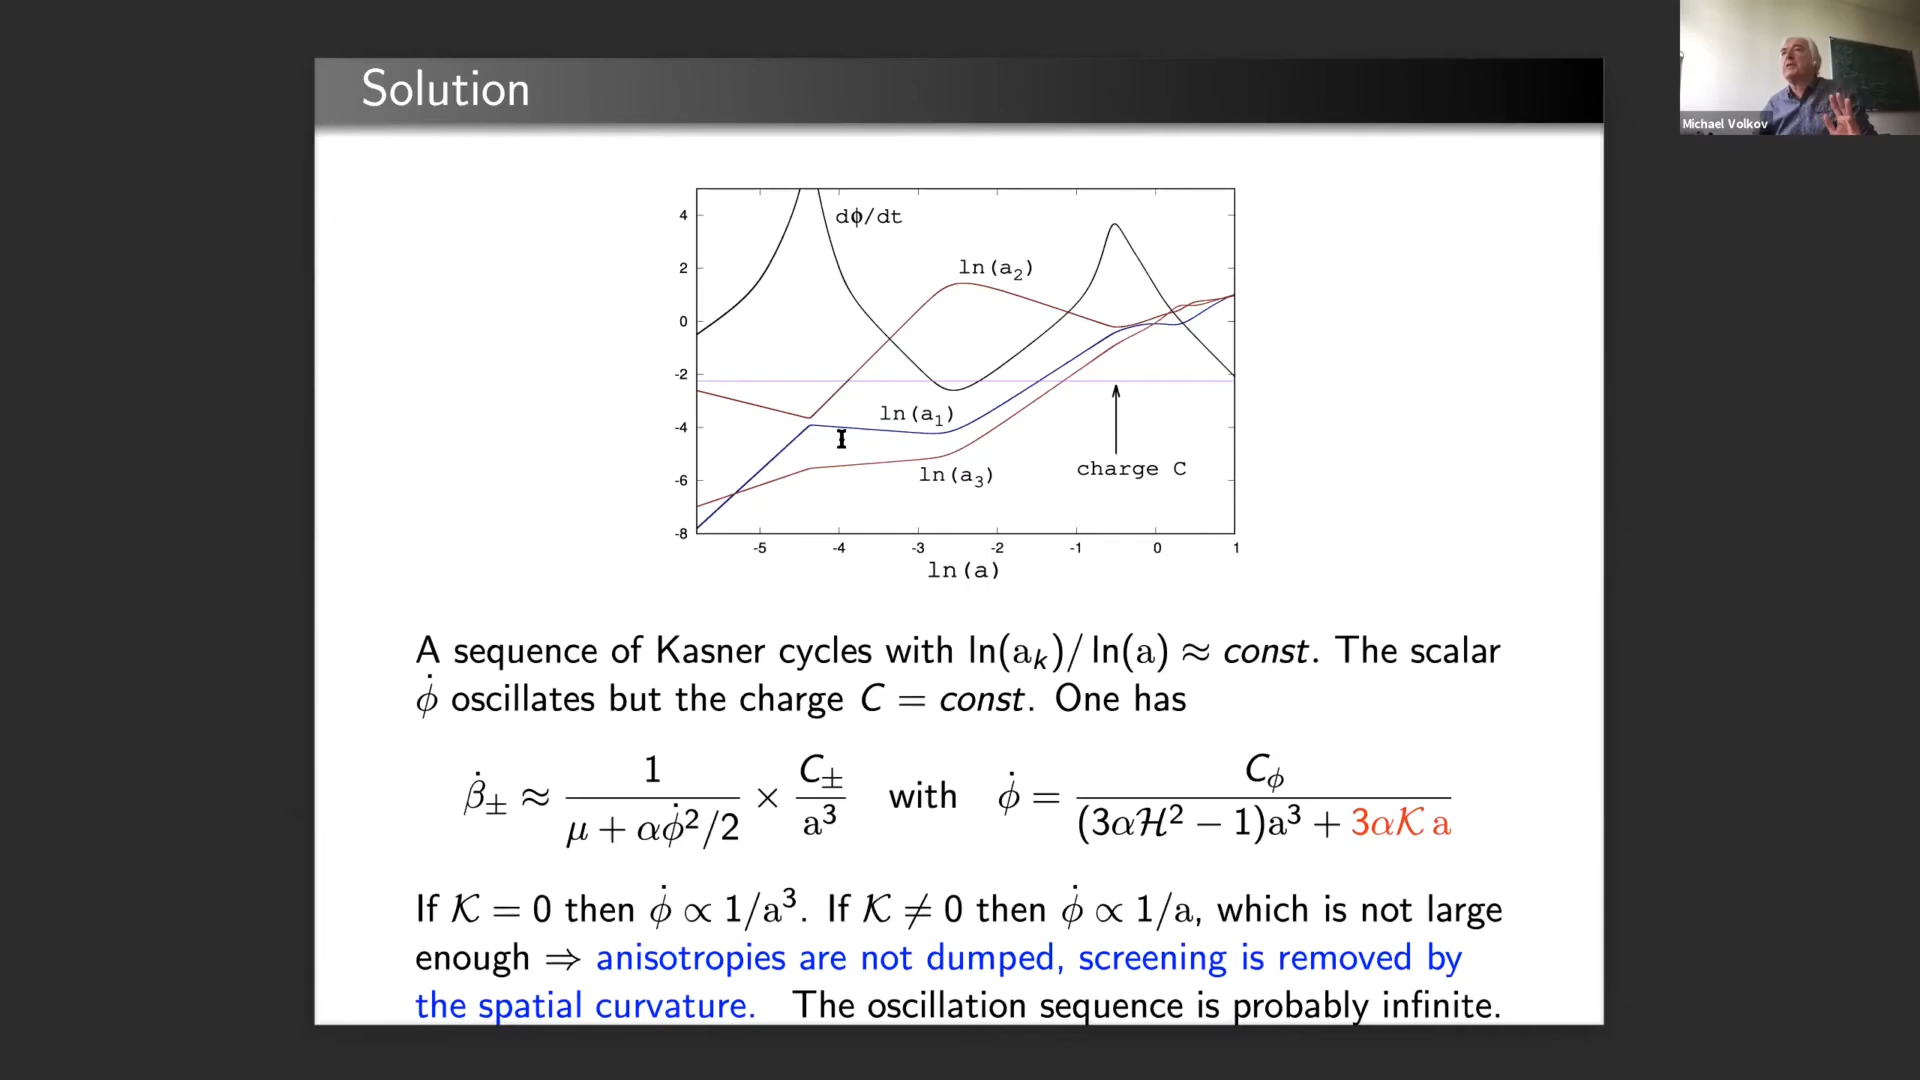 Solution
Michael Volkov
dϕ/dt
ln(a₂)
ln(a₁)
ln(a₃)
charge C
4
2
0
-2
-4
-6
-8
-5 -4 -3 -2 -1 0 1
ln(a)
A sequence of Kasner cycles with ln(aₖ)/ ln(a) ≈ const. The scalar
ϕ̇ oscillates but the charge C = const. One has
β̇± ≈ 1 / (μ + αϕ̇²/2) × C± / a³ with ϕ̇ = Cϕ / ((3αℋ² − 1)a³ + 3α𝒦 a)
If 𝒦 = 0 then ϕ̇ ∝ 1/a³. If 𝒦 ≠ 0 then ϕ̇ ∝ 1/a, which is not large
enough ⇒ anisotropies are not dumped, screening is removed by
the spatial curvature. The oscillation sequence is probably infinite.